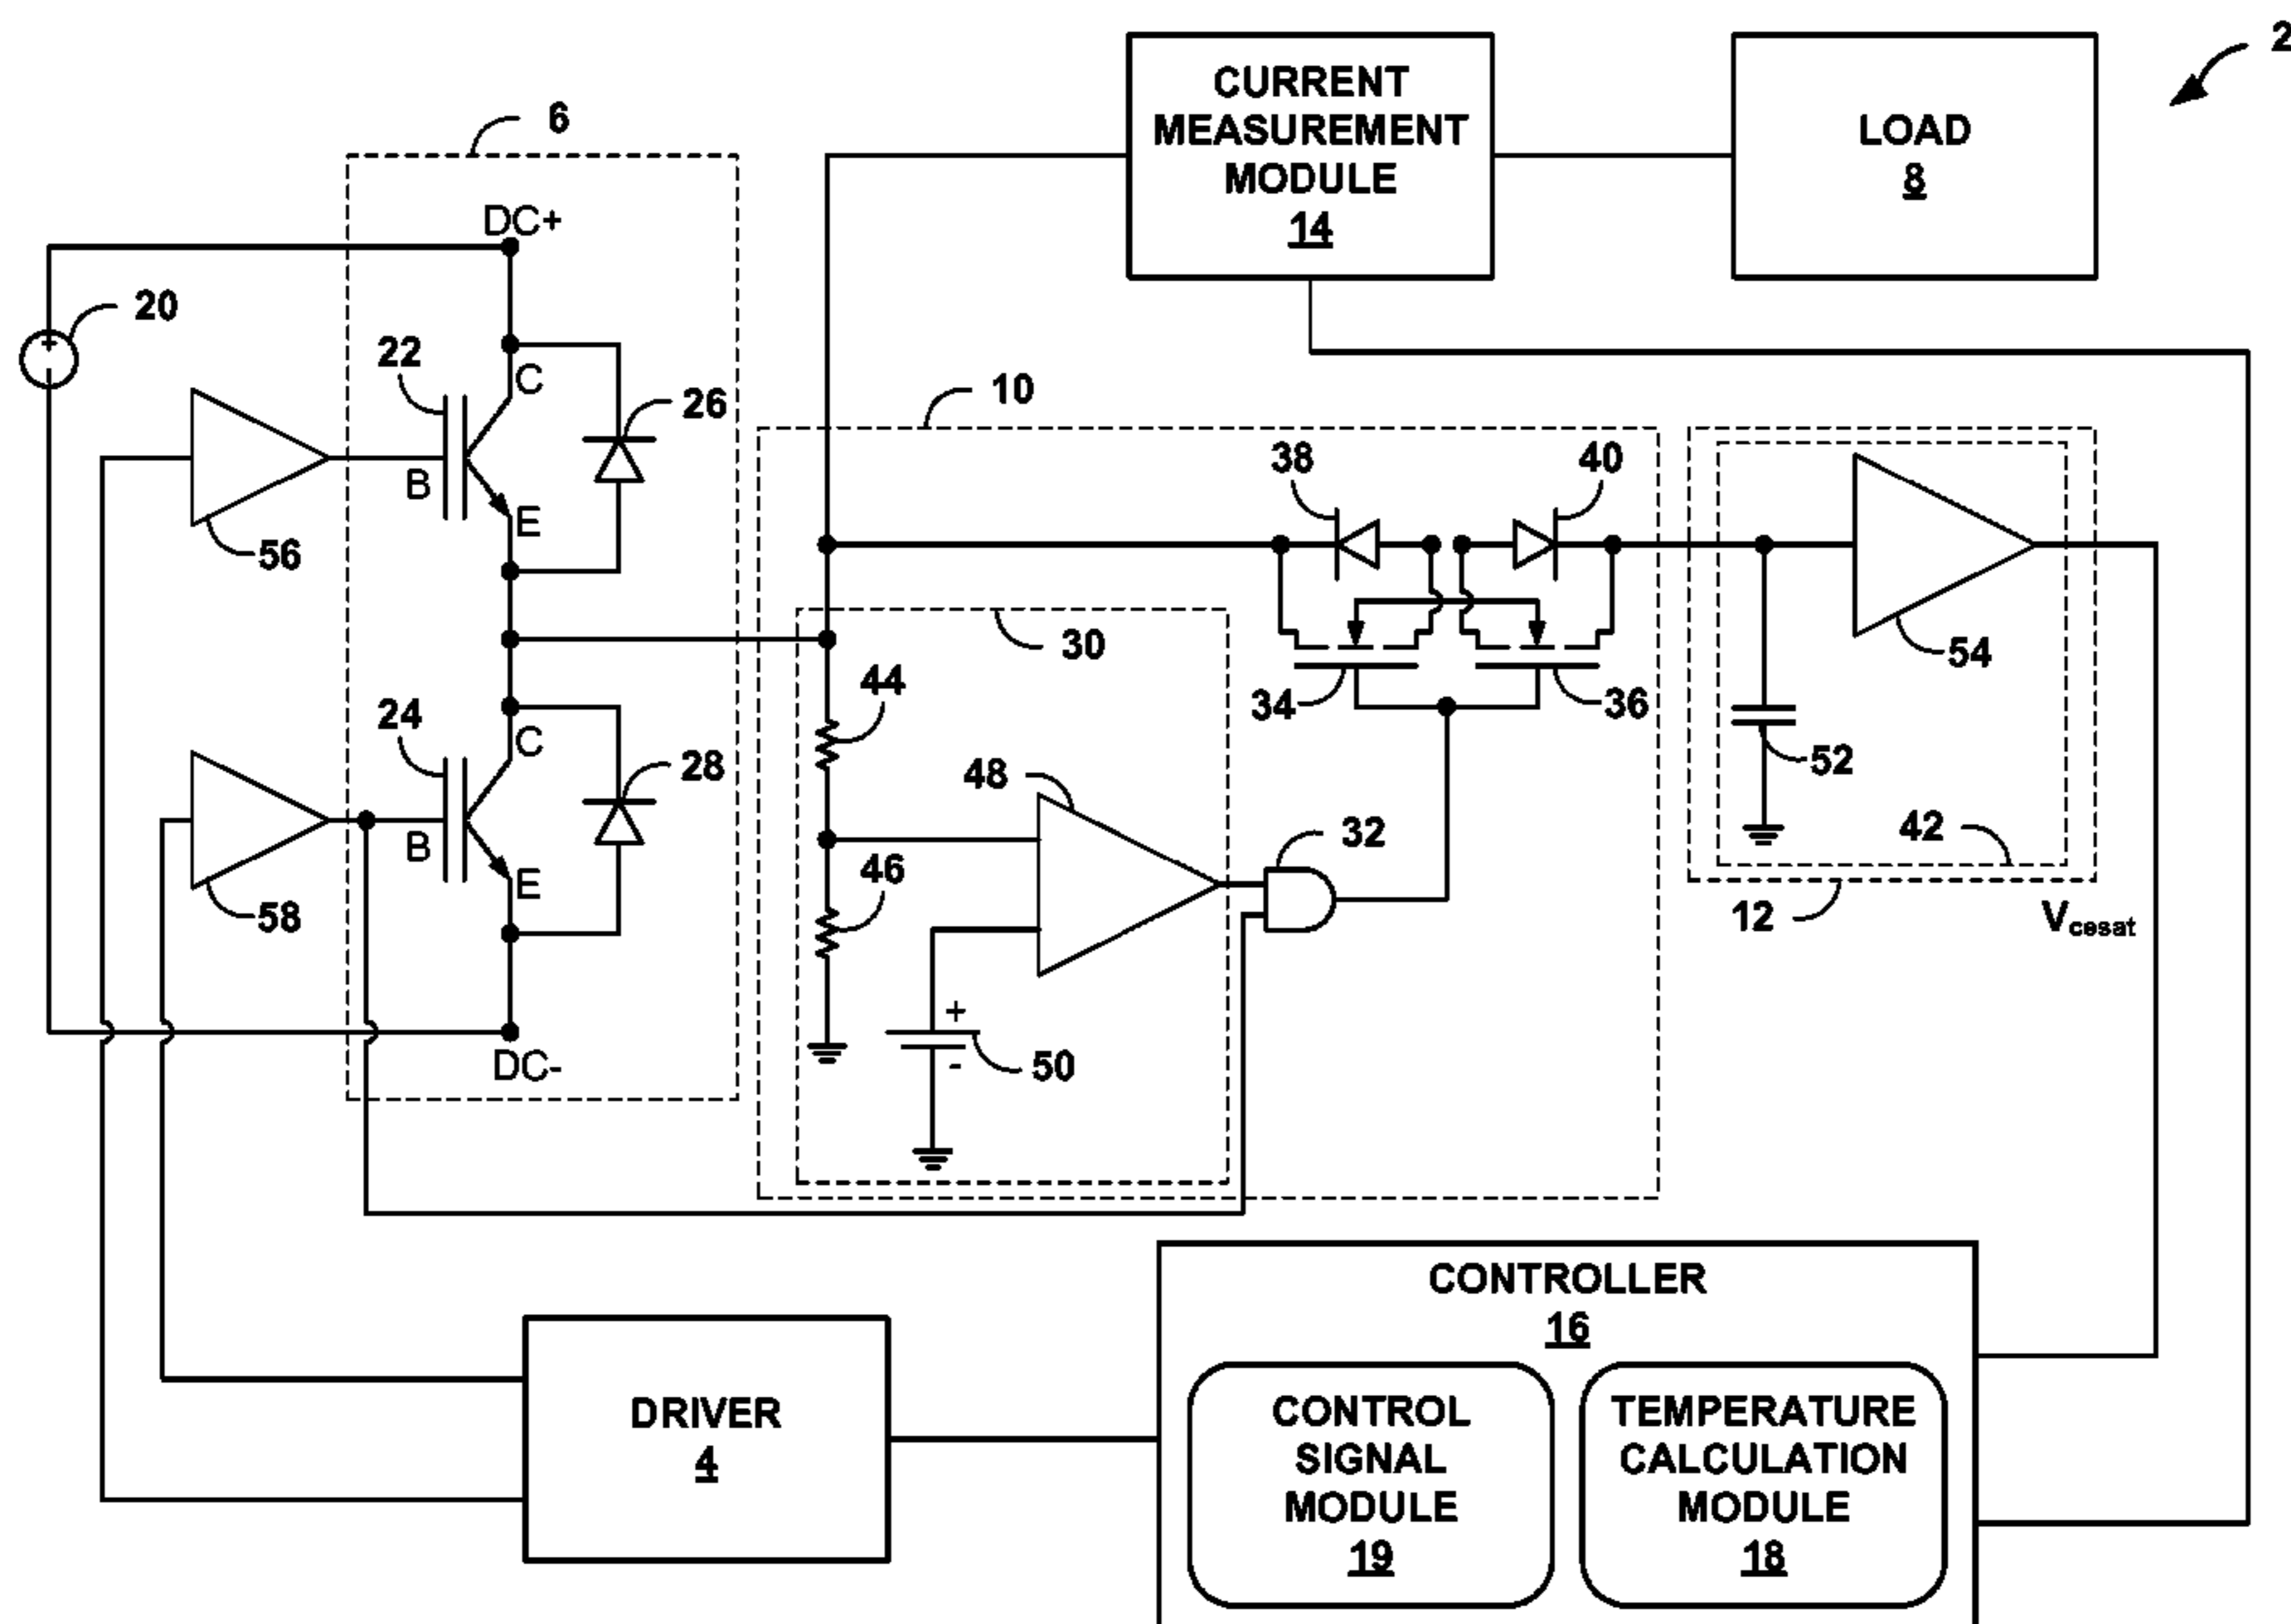 2
CURRENT
MEASUREMENT
MODULE
14
LOAD
8
6
DC+
20
22
C
26
B
E
56
10
38
40
30
34
36
44
54
24
C
28
B
E
58
48
32
46
52
42
12
Vcesat
+
-
50
DC-
+
-
CONTROLLER
16
DRIVER
4
CONTROL
SIGNAL
MODULE
19
TEMPERATURE
CALCULATION
MODULE
18